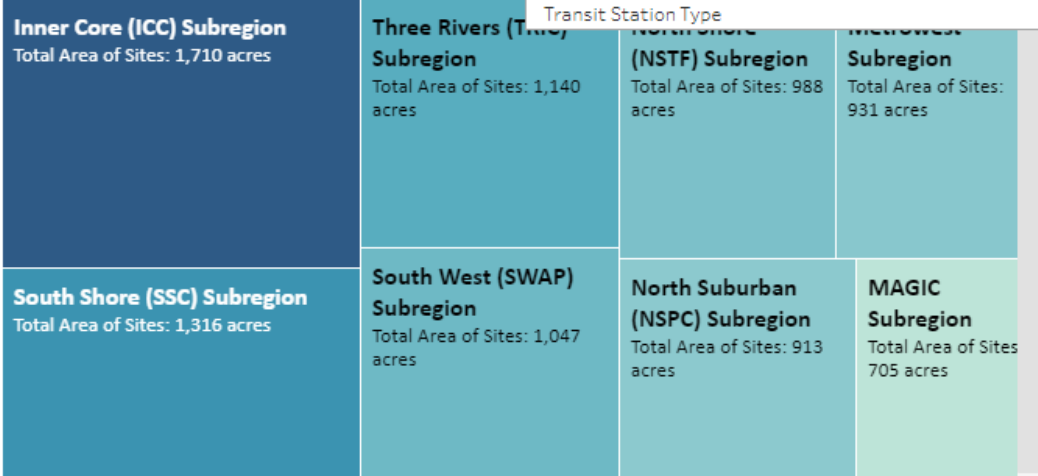 Transit Station Type
Inner Core (ICC) Subregion
Total Area of Sites: 1,710 acres
Three Rivers (TRIC)
Subregion
Total Area of Sites: 1,140
acres
North Shore
(NSTF) Subregion
Total Area of Sites: 988
acres
Metrowest
Subregion
Total Area of Sites:
931 acres
South Shore (SSC) Subregion
Total Area of Sites: 1,316 acres
South West (SWAP)
Subregion
Total Area of Sites: 1,047
acres
North Suburban
(NSPC) Subregion
Total Area of Sites: 913
acres
MAGIC
Subregion
Total Area of Sites
705 acres